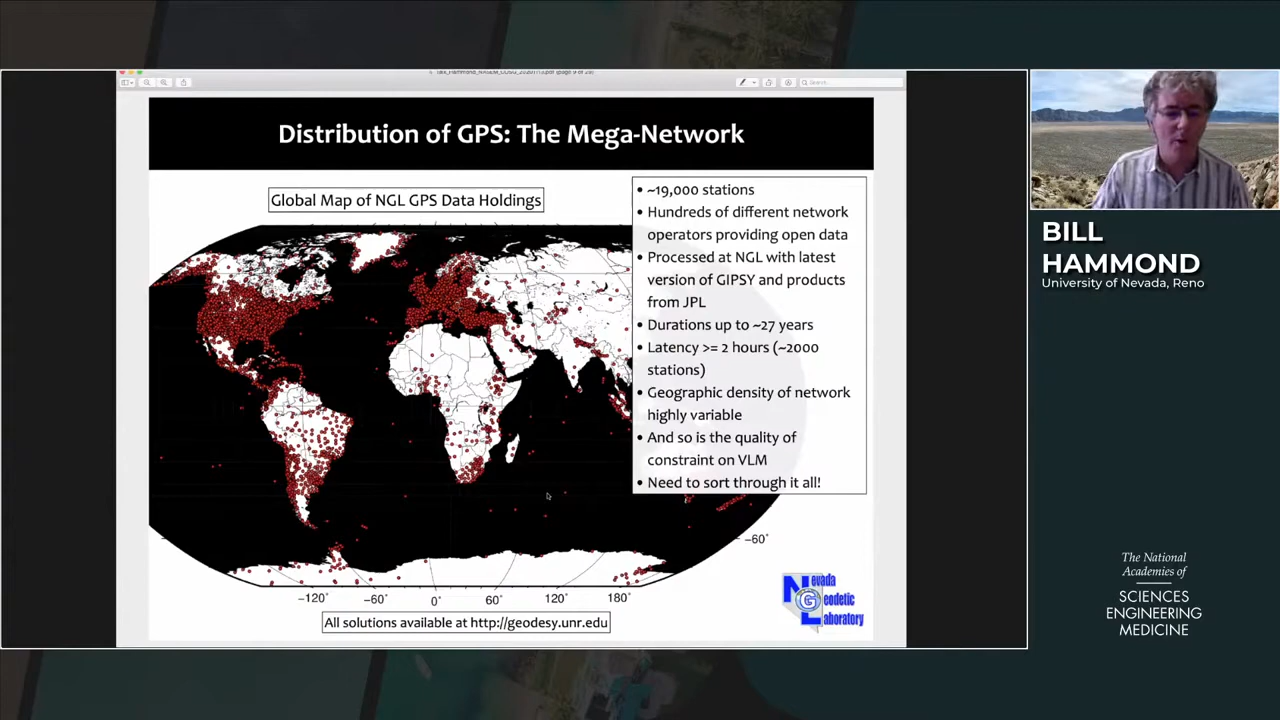 Distribution of GPS: The Mega-Network
Global Map of NGL GPS Data Holdings
• ~19,000 stations
• Hundreds of different network
operators providing open data
• Processed at NGL with latest
version of GIPSY and products
from JPL
• Durations up to ~27 years
• Latency >= 2 hours (~2000
stations)
• Geographic density of network
highly variable
• And so is the quality of
constraint on VLM
• Need to sort through it all!
−60°
−120° −60° 0° 60° 120° 180°
All solutions available at http://geodesy.unr.edu
Nevada
Geodetic
Laboratory
BILL
HAMMOND
University of Nevada, Reno
The National
Academies of
SCIENCES
ENGINEERING
MEDICINE